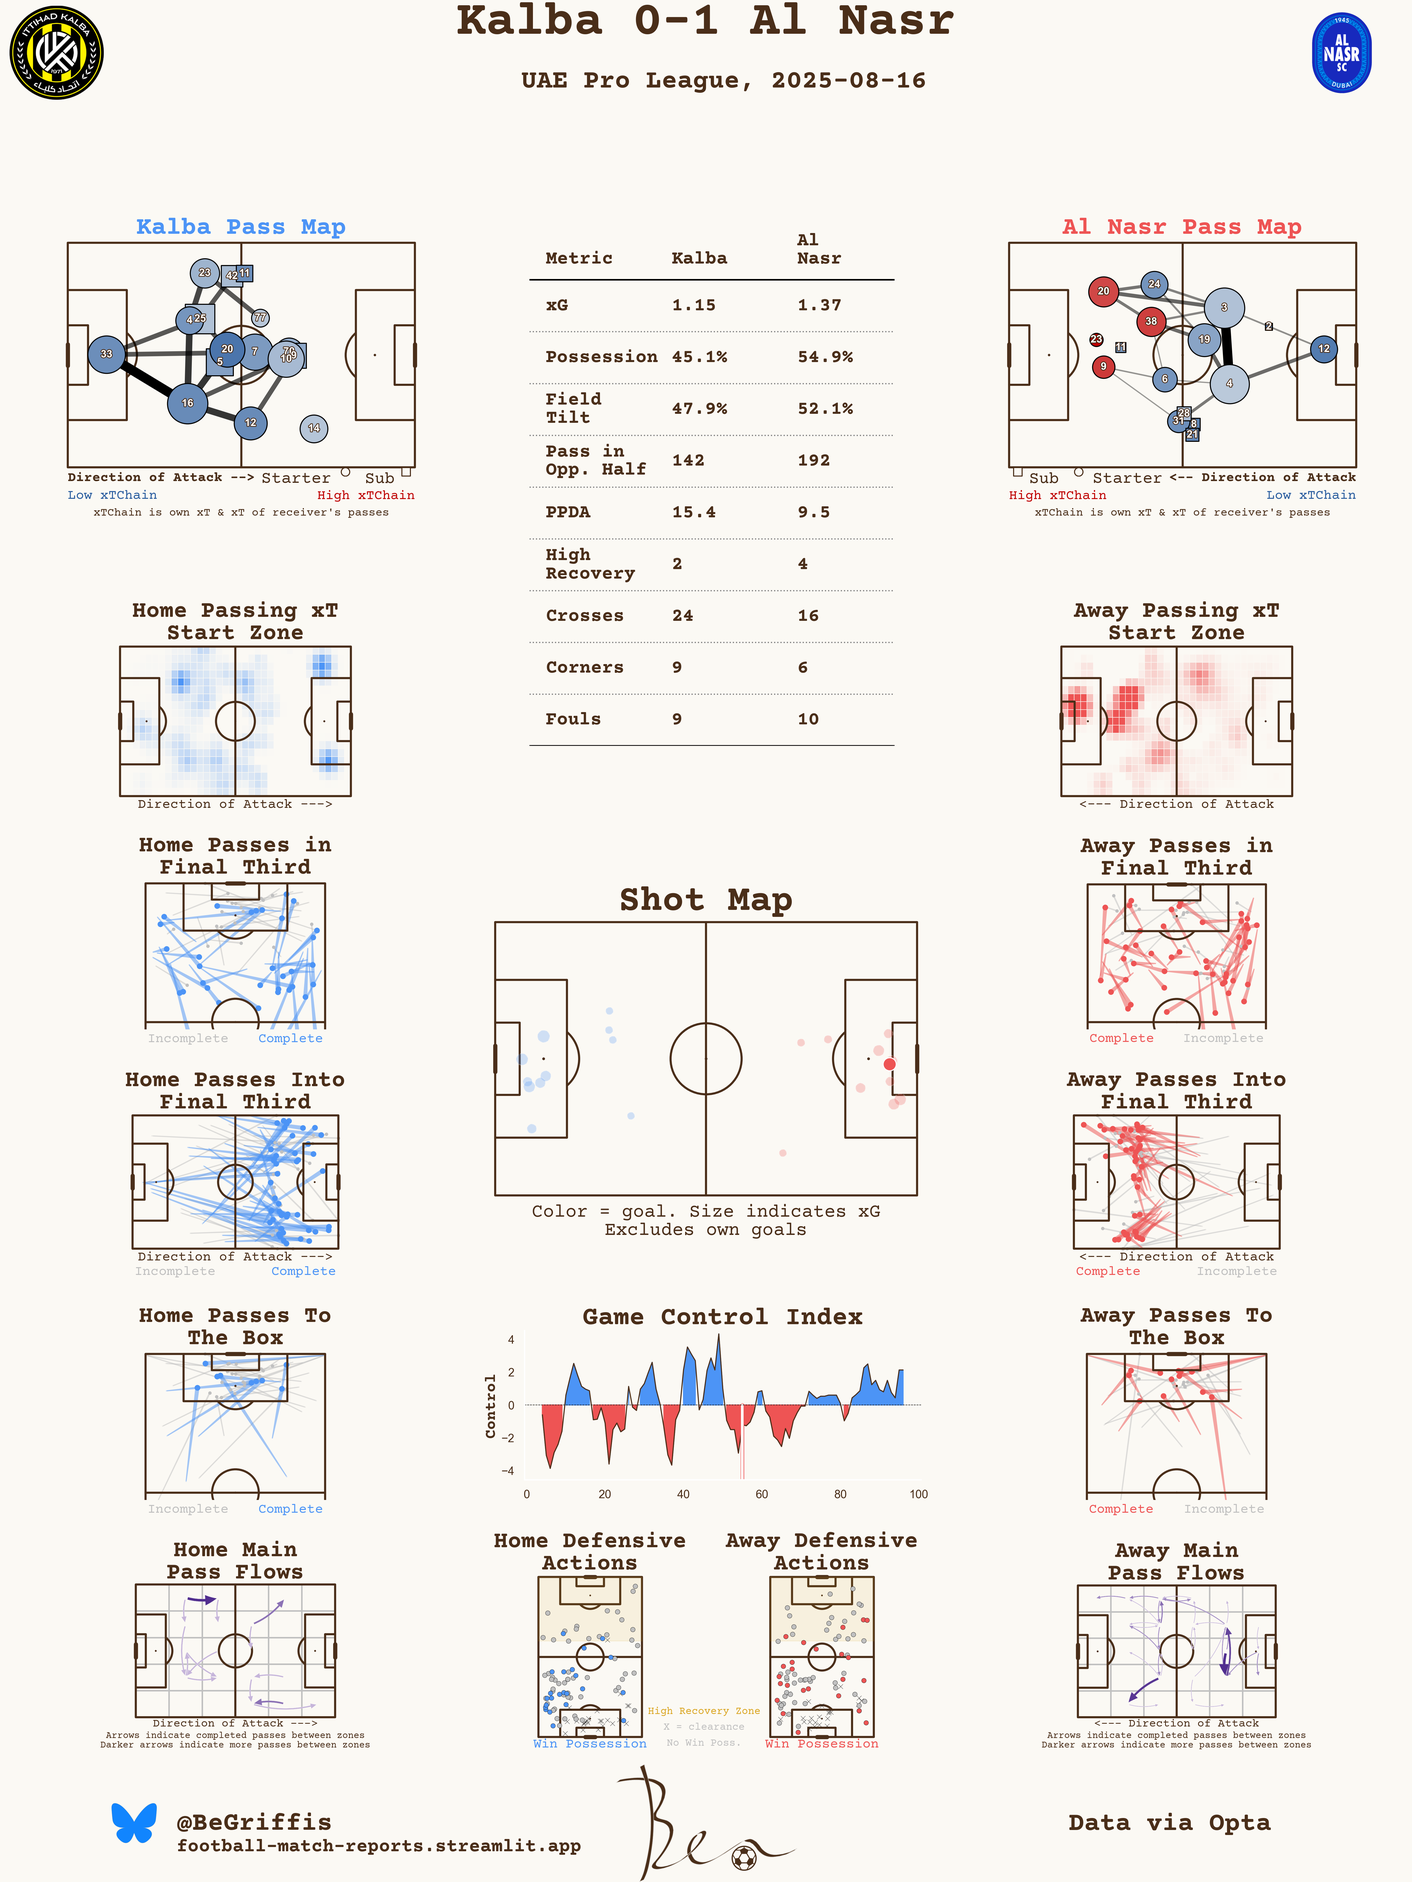 Kalba 0-1 Al Nasr
UAE Pro League, 2025-08-16
ITTIHAD KALBA
1971
اتحاد كلباء
1945
AL
NASR
SC
DUBAI
Kalba Pass Map
23
42
11
4
25
77
33
20
7
5
10
16
12
14
Direction of Attack --> Starter Sub
Low xTChain High xTChain
xTChain is own xT & xT of receiver's passes
Metric Kalba Al
Nasr
xG 1.15 1.37
Possession 45.1% 54.9%
Field
Tilt 47.9% 52.1%
Pass in
Opp. Half 142 192
PPDA 15.4 9.5
High
Recovery 2 4
Crosses 24 16
Corners 9 6
Fouls 9 10
Al Nasr Pass Map
20
24
3
38
2
23
11
19
12
9
6
4
28
31
8
21
Sub Starter <-- Direction of Attack
High xTChain Low xTChain
xTChain is own xT & xT of receiver's passes
Home Passing xT
Start Zone
Direction of Attack --->
Away Passing xT
Start Zone
<--- Direction of Attack
Home Passes in
Final Third
Incomplete Complete
Away Passes in
Final Third
Complete Incomplete
Shot Map
Color = goal. Size indicates xG
Excludes own goals
Home Passes Into
Final Third
Direction of Attack --->
Incomplete Complete
Away Passes Into
Final Third
<--- Direction of Attack
Complete Incomplete
Home Passes To
The Box
Incomplete Complete
Game Control Index
Control
4
2
0
−2
−4
0 20 40 60 80 100
Away Passes To
The Box
Complete Incomplete
Home Main
Pass Flows
Direction of Attack --->
Arrows indicate completed passes between zones
Darker arrows indicate more passes between zones
Home Defensive
Actions
Win Possession
Away Defensive
Actions
Win Possession
High Recovery Zone
X = clearance
No Win Poss.
Away Main
Pass Flows
<--- Direction of Attack
Arrows indicate completed passes between zones
Darker arrows indicate more passes between zones
@BeGriffis
football-match-reports.streamlit.app
Ben
Data via Opta